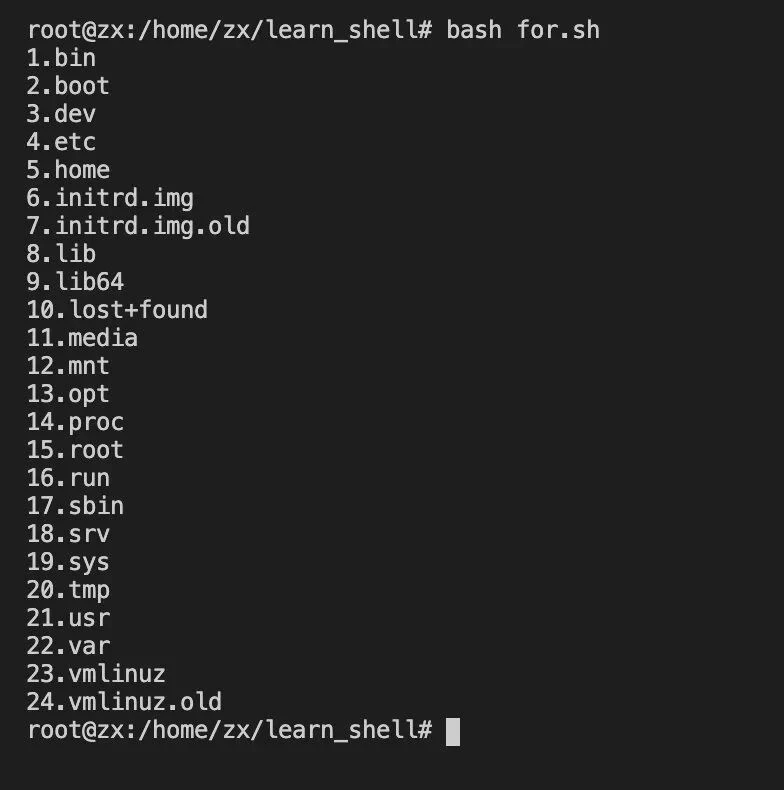 root@zx:/home/zx/learn_shell# bash for.sh
1.bin
2.boot
3.dev
4.etc
5.home
6.initrd.img
7.initrd.img.old
8.lib
9.lib64
10.lost+found
11.media
12.mnt
13.opt
14.proc
15.root
16.run
17.sbin
18.srv
19.sys
20.tmp
21.usr
22.var
23.vmlinuz
24.vmlinuz.old
root@zx:/home/zx/learn_shell#